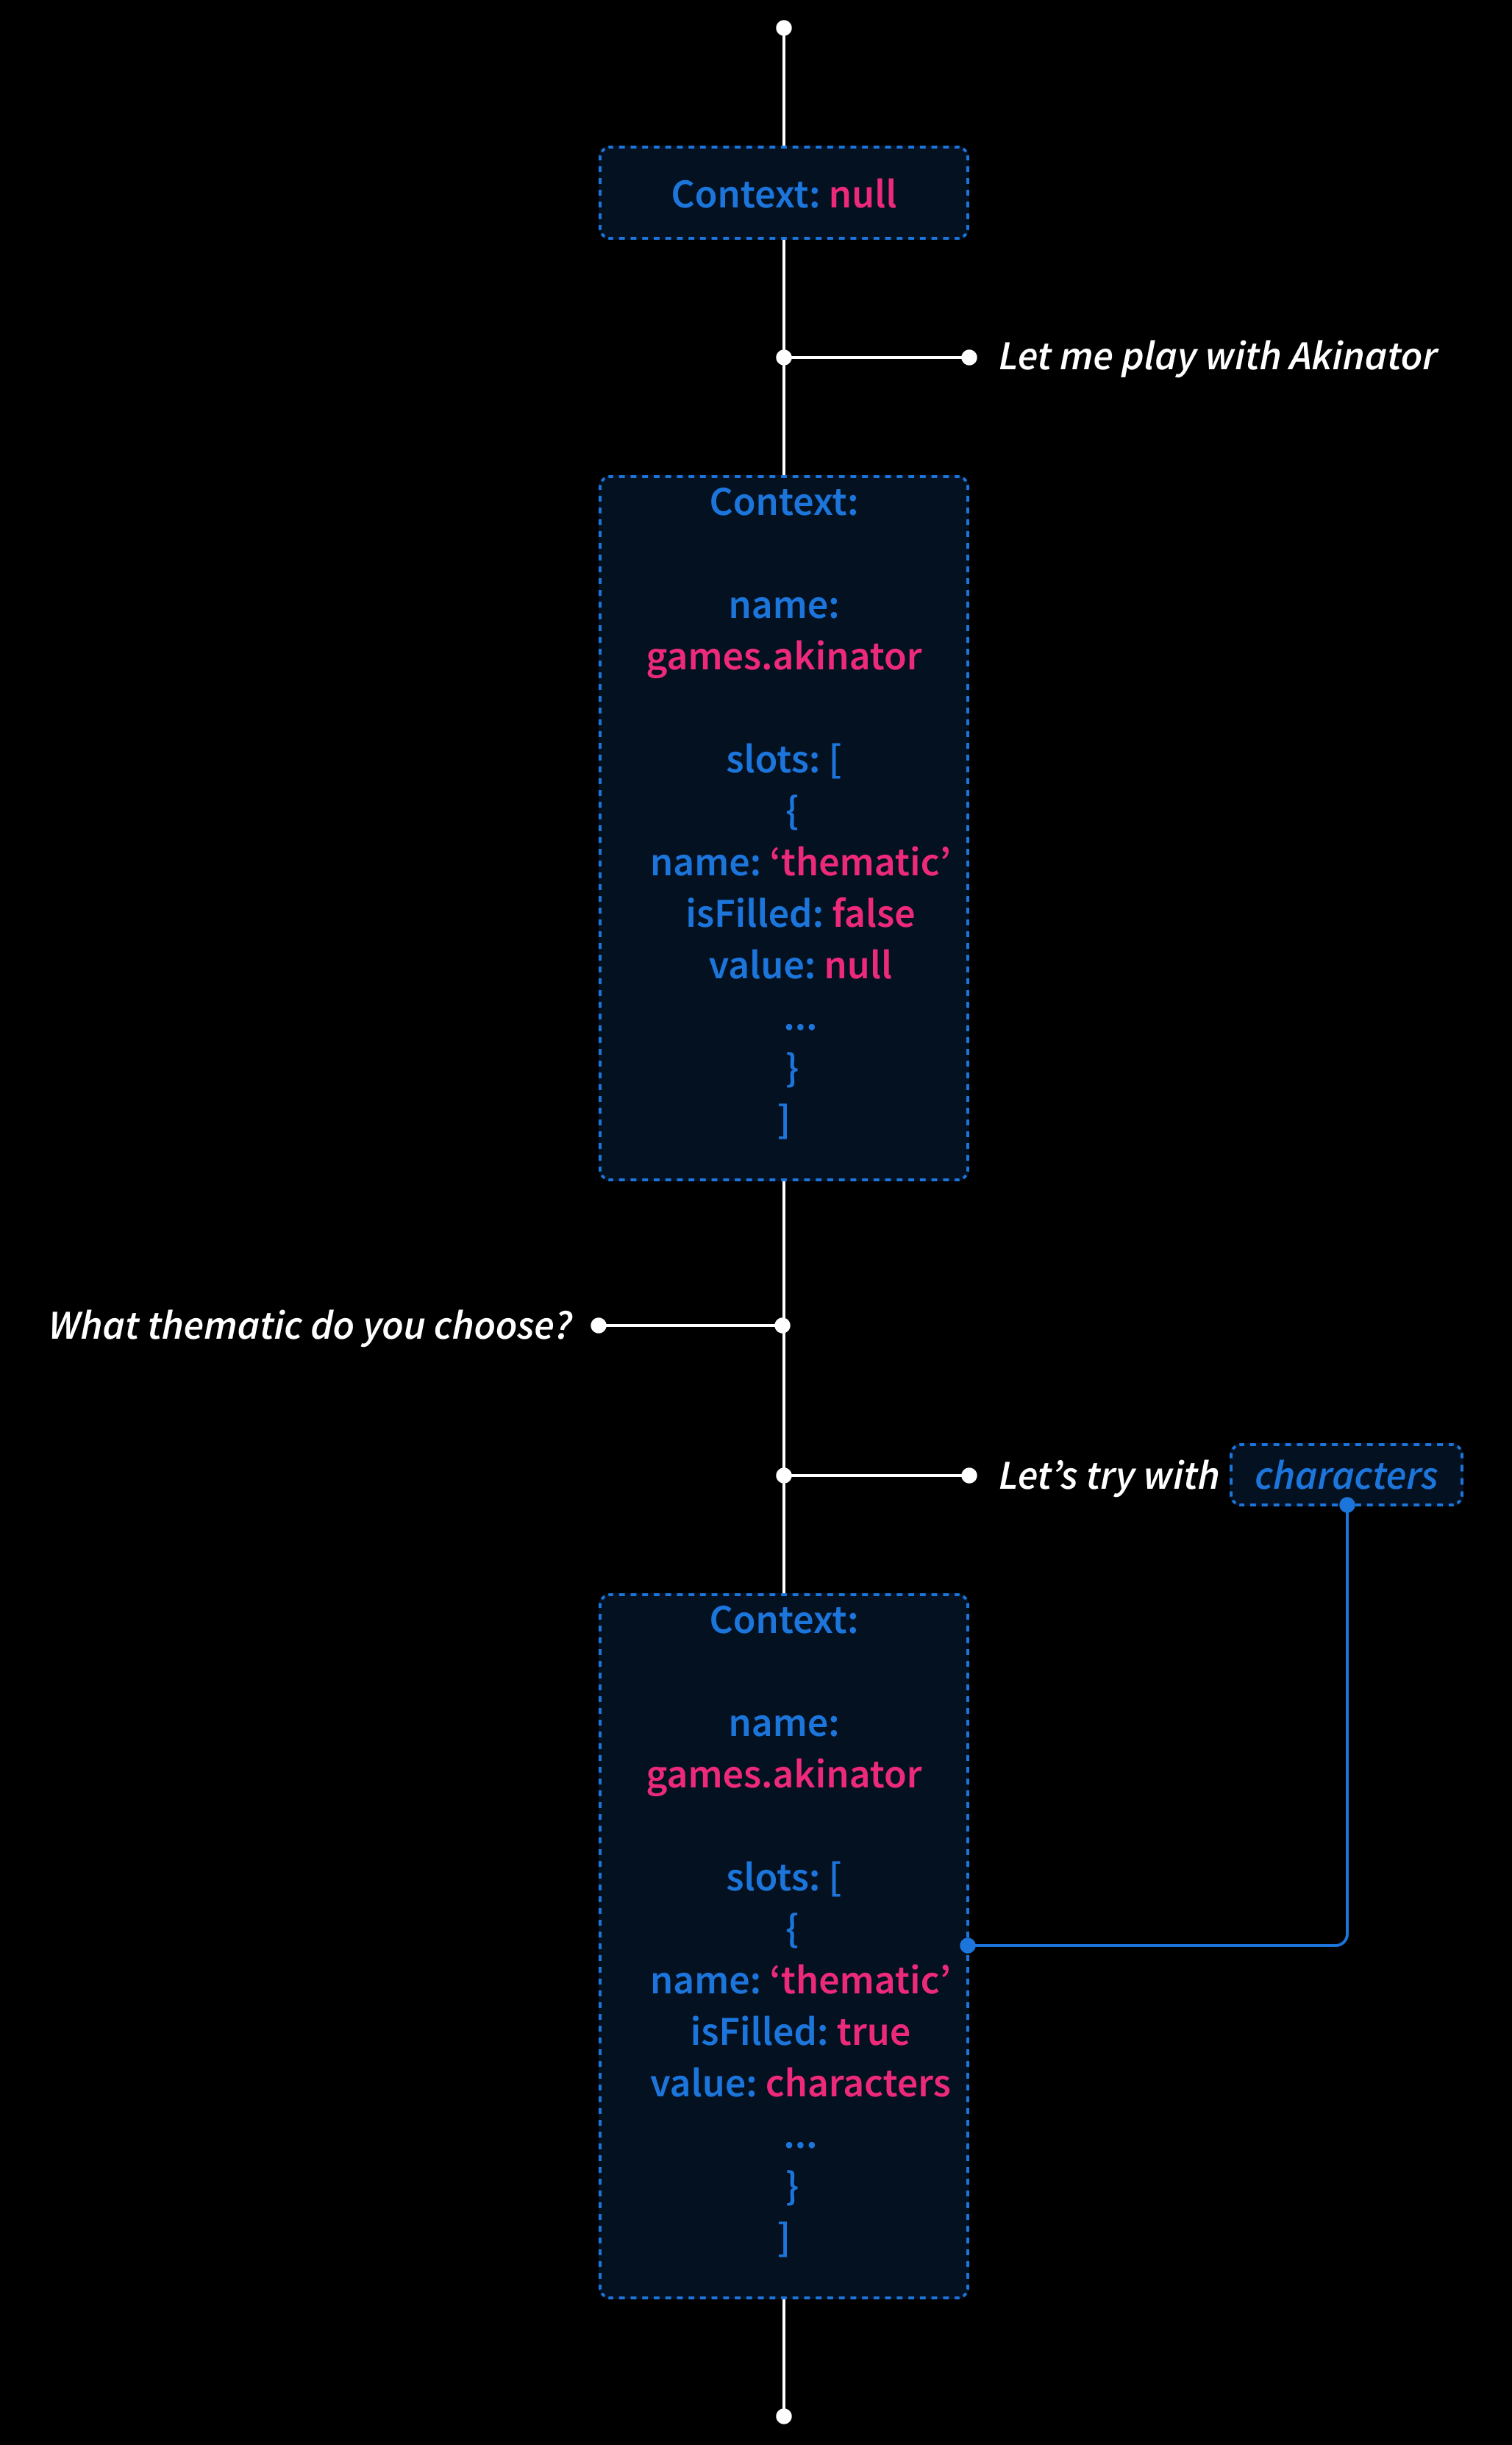 Context: null
Let me play with Akinator
Context:
name:
games.akinator
slots: [
{
name: ‘thematic’
isFilled: false
value: null
...
}
]
What thematic do you choose?
Let’s try with characters
Context:
name:
games.akinator
slots: [
{
name: ‘thematic’
isFilled: true
value: characters
...
}
]